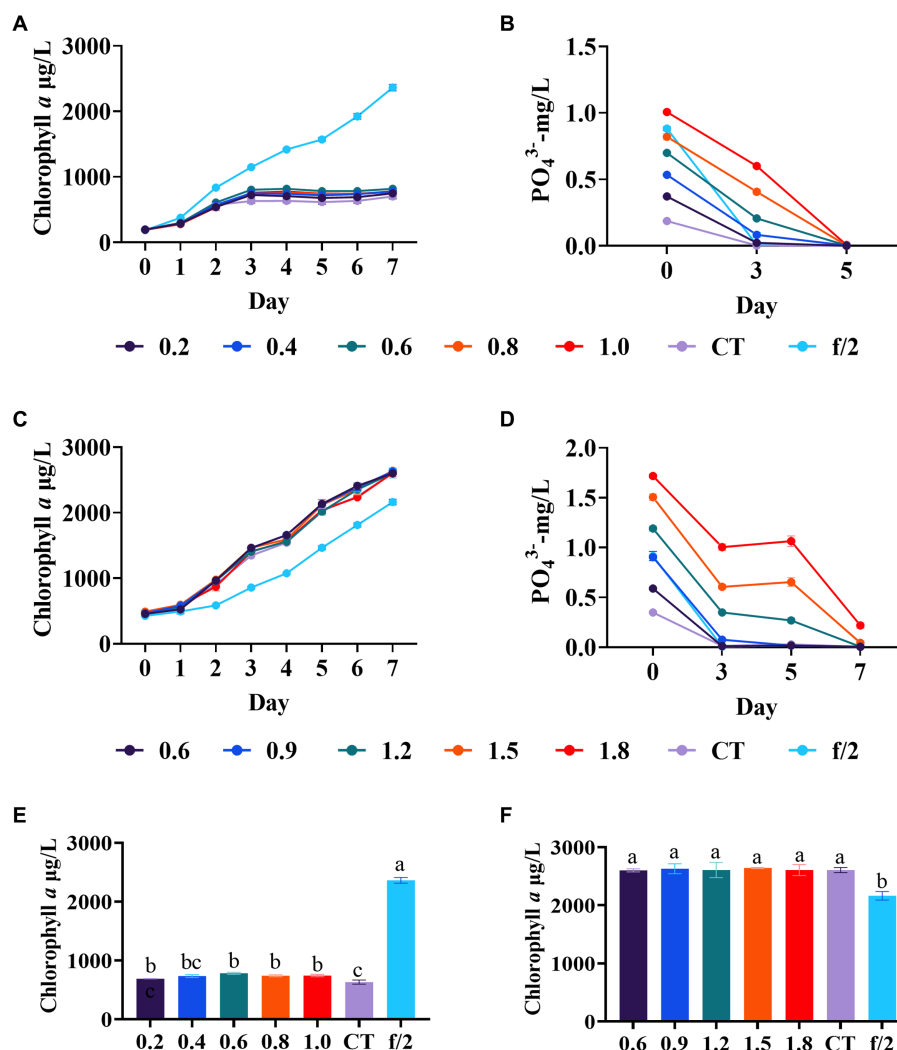 A
Chlorophyll a µg/L
3000
2000
1000
0
0 1 2 3 4 5 6 7
Day
B
PO₄³⁻-mg/L
1.5
1.0
0.5
0.0
0 3 5
Day
0.2 0.4 0.6 0.8 1.0 CT f/2
C
Chlorophyll a µg/L
3000
2000
1000
0
0 1 2 3 4 5 6 7
Day
D
PO₄³⁻-mg/L
2.0
1.5
1.0
0.5
0.0
0 3 5 7
Day
0.6 0.9 1.2 1.5 1.8 CT f/2
E
Chlorophyll a µg/L
3000
2000
1000
0
b bc b b b c a
c
0.2 0.4 0.6 0.8 1.0 CT f/2
F
Chlorophyll a µg/L
3000
2000
1000
0
a a a a a a b
0.6 0.9 1.2 1.5 1.8 CT f/2